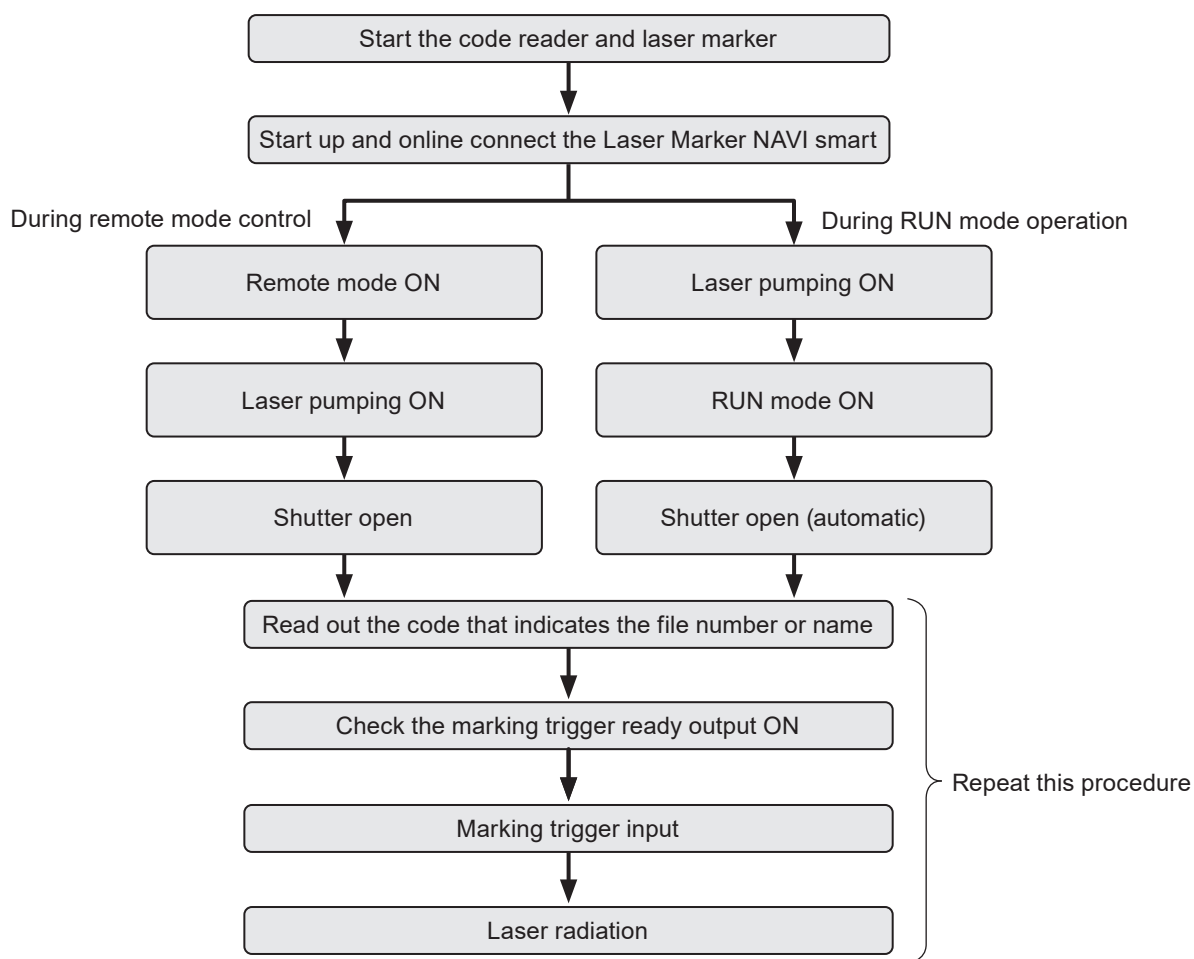 Start the code reader and laser marker
Start up and online connect the Laser Marker NAVI smart
During remote mode control
During RUN mode operation
Remote mode ON
Laser pumping ON
Laser pumping ON
RUN mode ON
Shutter open
Shutter open (automatic)
Read out the code that indicates the file number or name
Check the marking trigger ready output ON
Repeat this procedure
Marking trigger input
Laser radiation